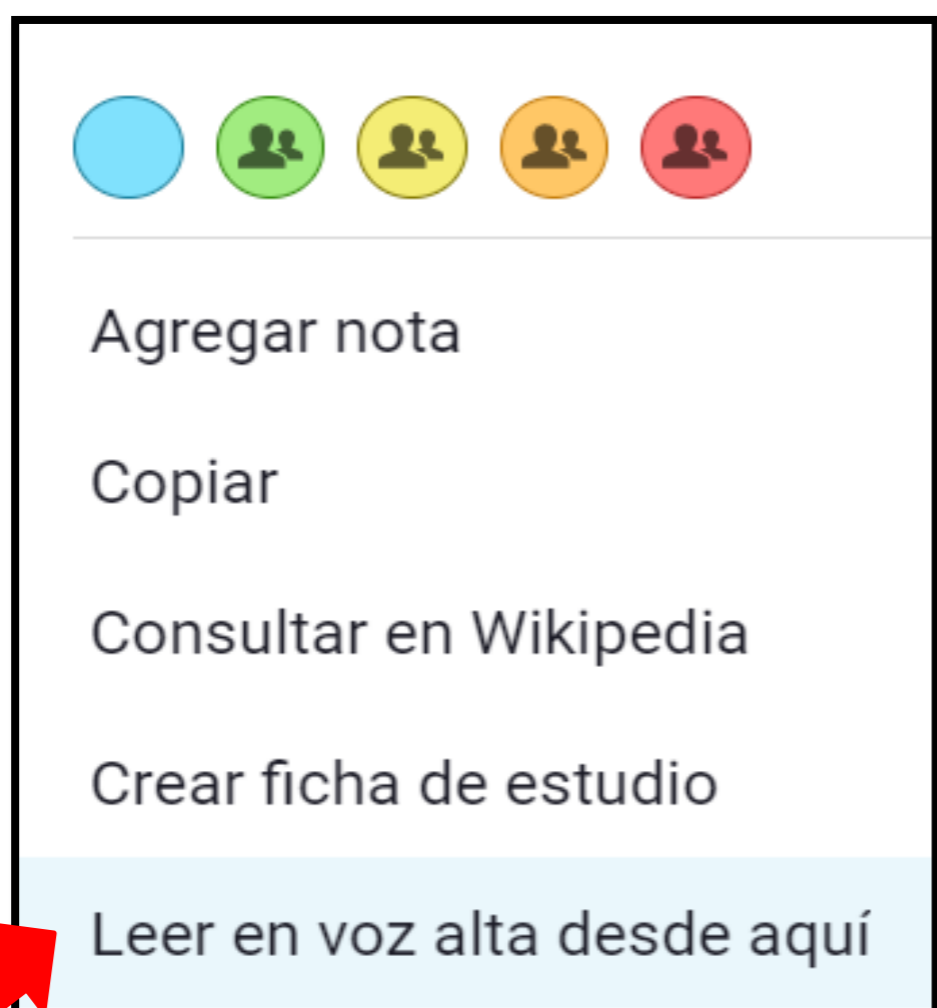 Agregar nota
Copiar
Consultar en Wikipedia
Crear ficha de estudio
Leer en voz alta desde aquí